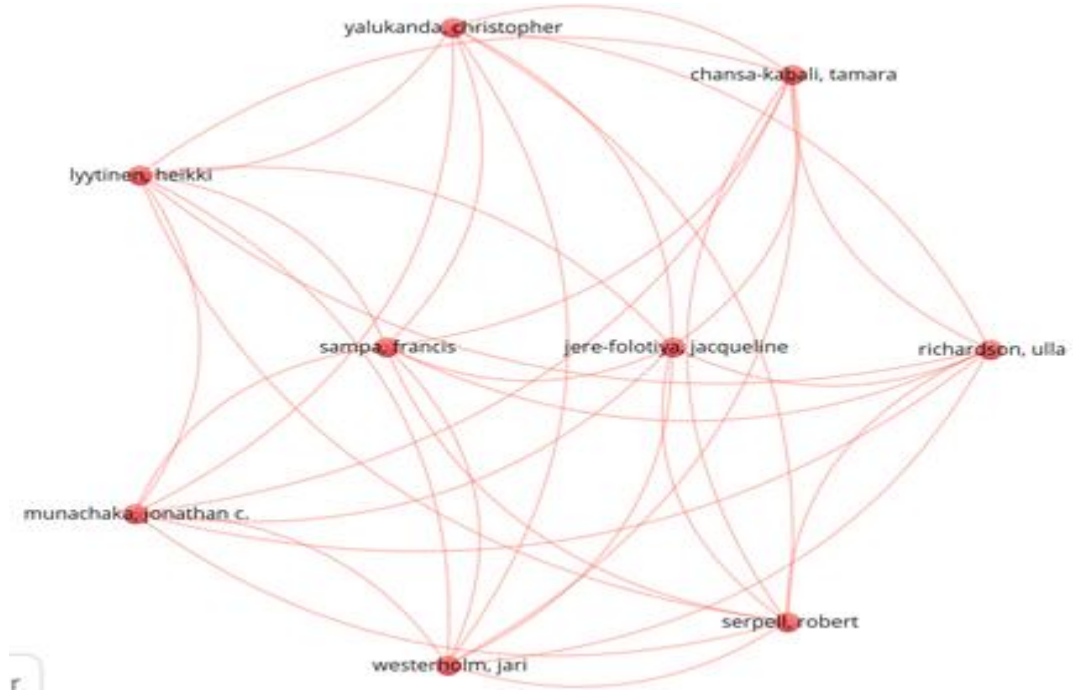 yalukanda, christopher
chansa-kabali, tamara
lyytinen, heikki
sampa, francis
jere-folotiya, jacqueline
richardson, ulla
munachaka, jonathan c.
serpell, robert
westerholm, jari
r.